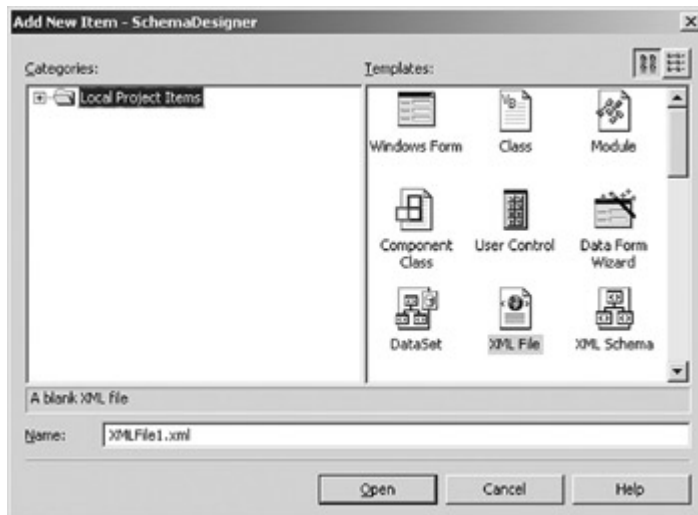 Add New Item - SchemaDesigner
Categories:
Templates:
Local Project Items
Windows Form
Class
Module
Component Class
User Control
Data Form Wizard
DataSet
XML File
XML Schema
A blank XML file
Name:
XMLFile1.xml
Open
Cancel
Help